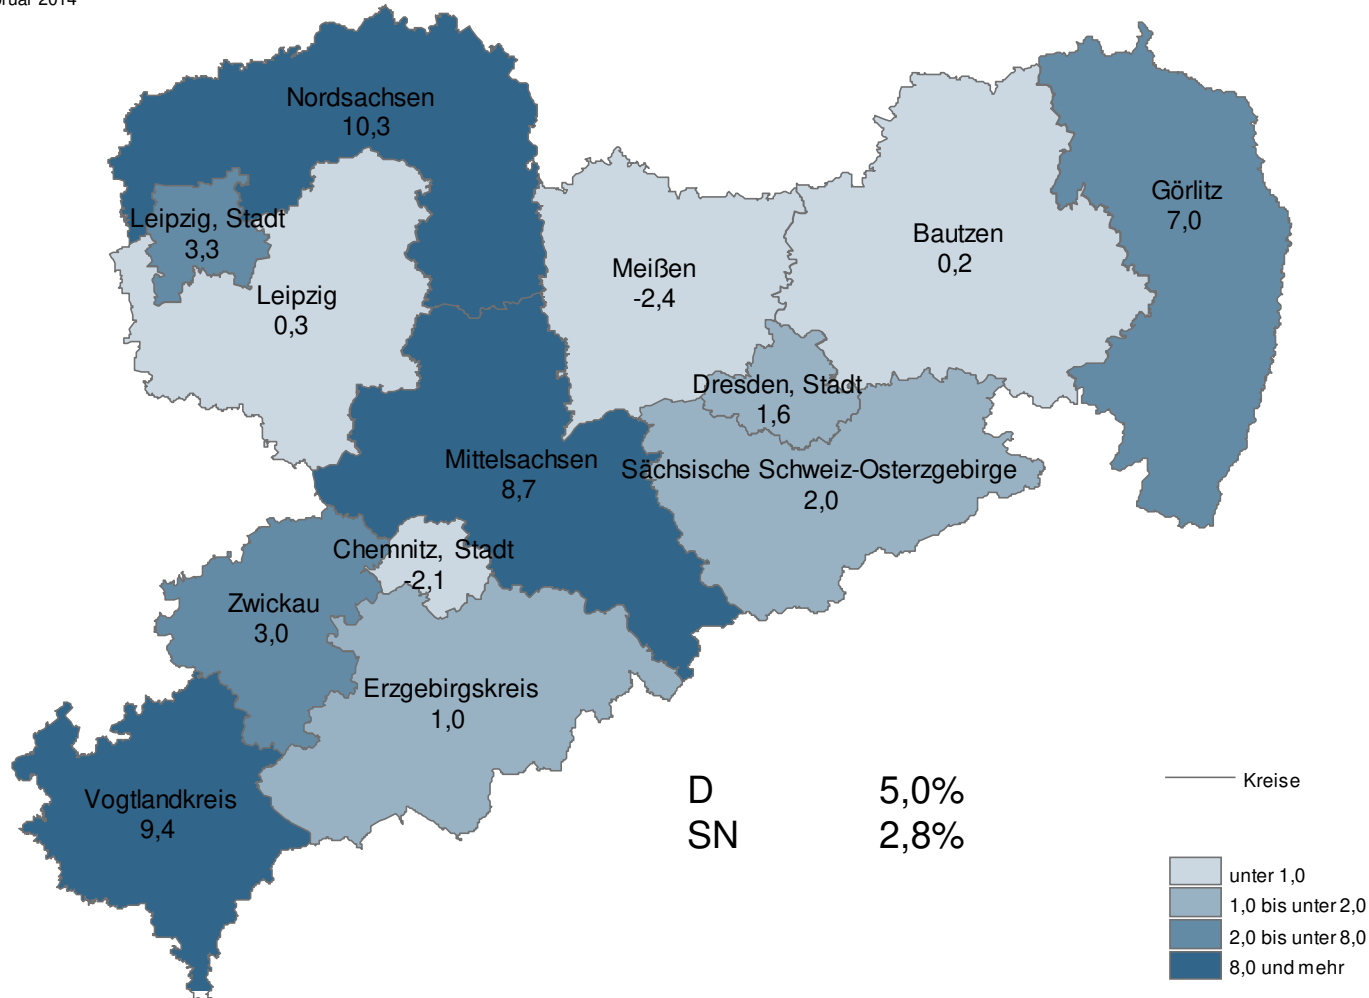 2014
Nordsachsen
10,3
Leipzig, Stadt
3,3
Leipzig
0,3
Meißen
-2,4
Bautzen
0,2
Görlitz
7,0
Dresden, Stadt
1,6
Mittelsachsen
8,7
Sächsische Schweiz-Osterzgebirge
2,0
Chemnitz, Stadt
-2,1
Zwickau
3,0
Erzgebirgskreis
1,0
Vogtlandkreis
9,4
D 5,0%
SN 2,8%
Kreise
unter 1,0
1,0 bis unter 2,0
2,0 bis unter 8,0
8,0 und mehr